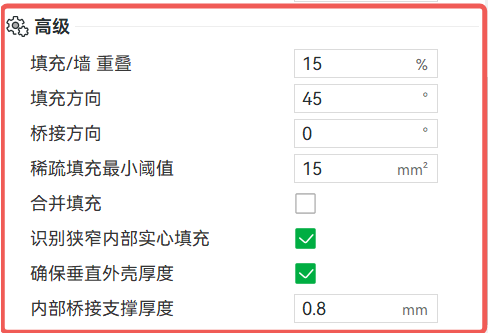 高级
填充/墙 重叠 15 %
填充方向 45 °
桥接方向 0 °
稀疏填充最小阈值 15 mm²
合并填充
识别狭窄内部实心填充
确保垂直外壳厚度
内部桥接支撑厚度 0.8 mm